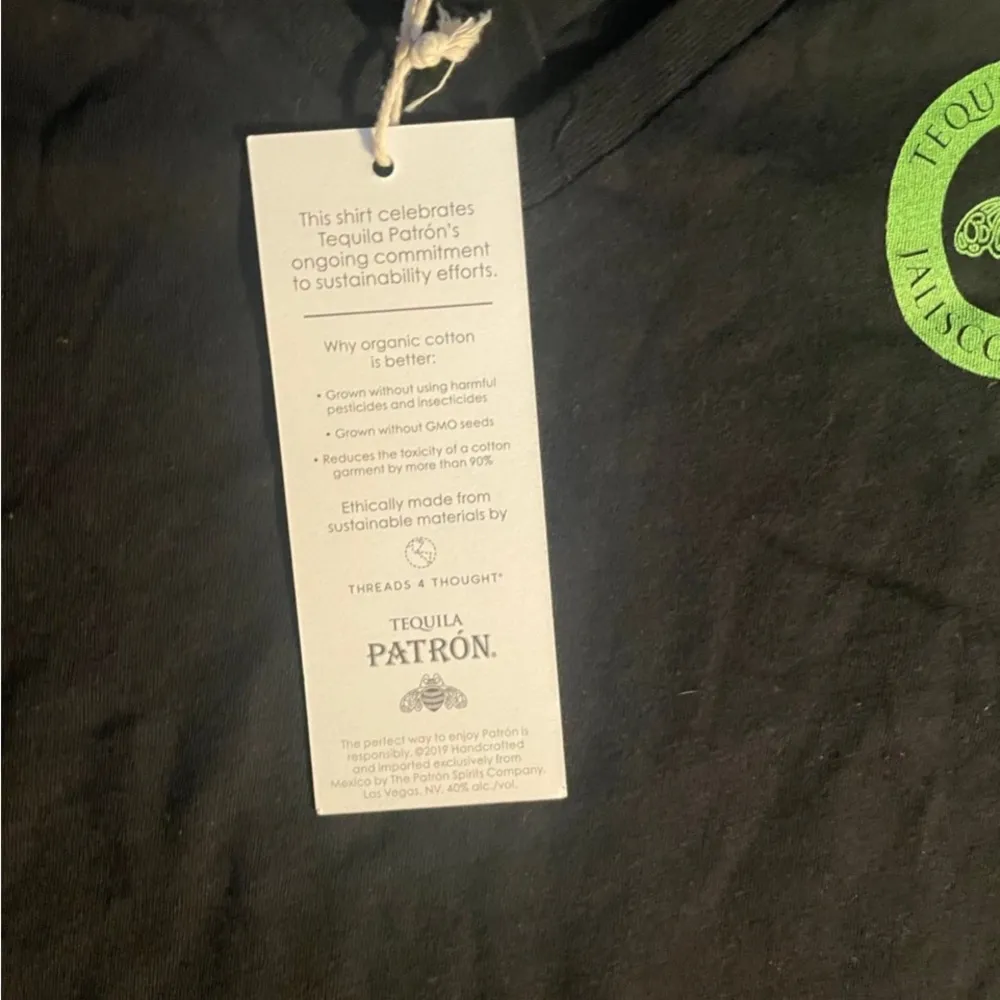 This shirt celebrates
Tequila Patrón's
ongoing commitment
to sustainability efforts.
Why organic cotton
is better:
• Grown without using harmful
pesticides and insecticides
• Grown without GMO seeds
• Reduces the toxicity of a cotton
garment by more than 90%
Ethically made from
sustainable materials by
THREADS 4 THOUGHT®
TEQUILA
PATRÓN®
The perfect way to enjoy Patrón is
responsibly. ©2019 Handcrafted
and imported exclusively from
Mexico by The Patrón Spirits Company,
Las Vegas, NV. 40% alc./vol.
TEQU
JALISCO